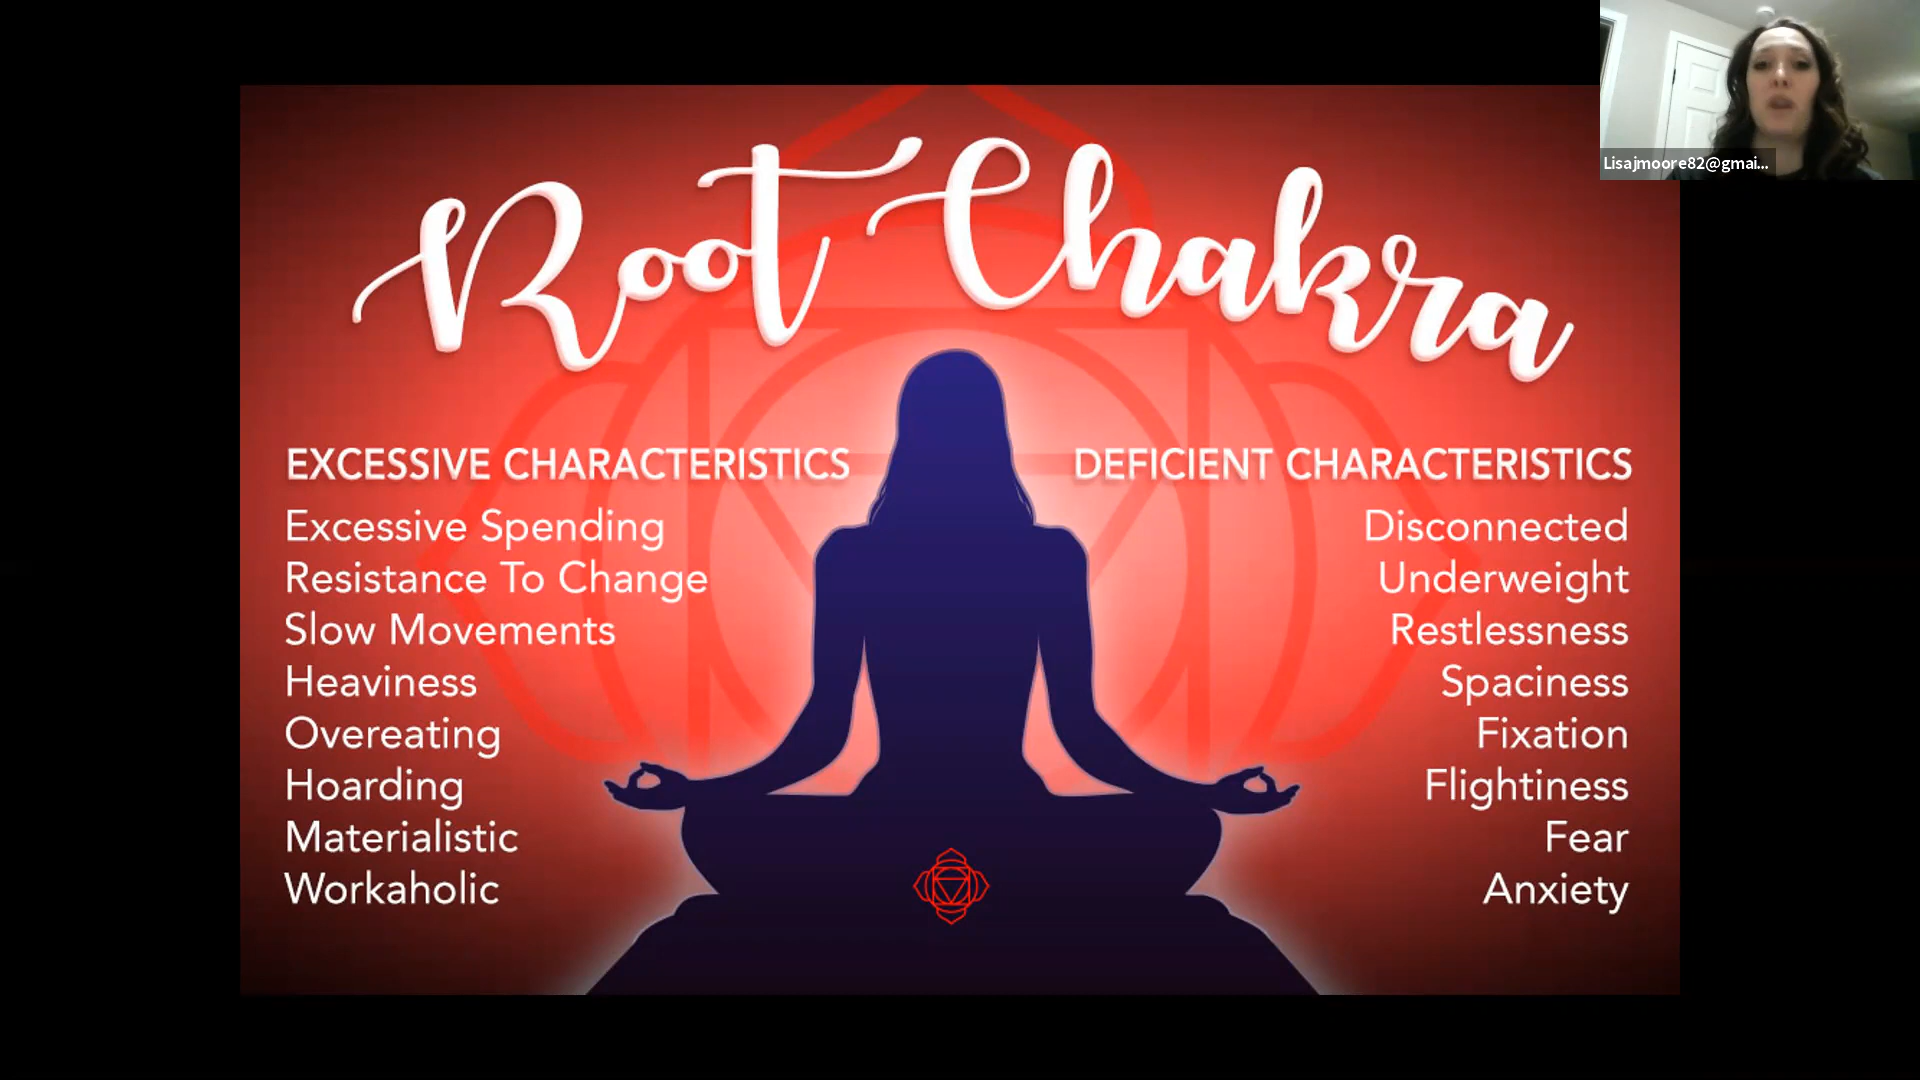 Lisajmoore82@gmai...
Root Chakra
EXCESSIVE CHARACTERISTICS
Excessive Spending
Resistance To Change
Slow Movements
Heaviness
Overeating
Hoarding
Materialistic
Workaholic
DEFICIENT CHARACTERISTICS
Disconnected
Underweight
Restlessness
Spaciness
Fixation
Flightiness
Fear
Anxiety